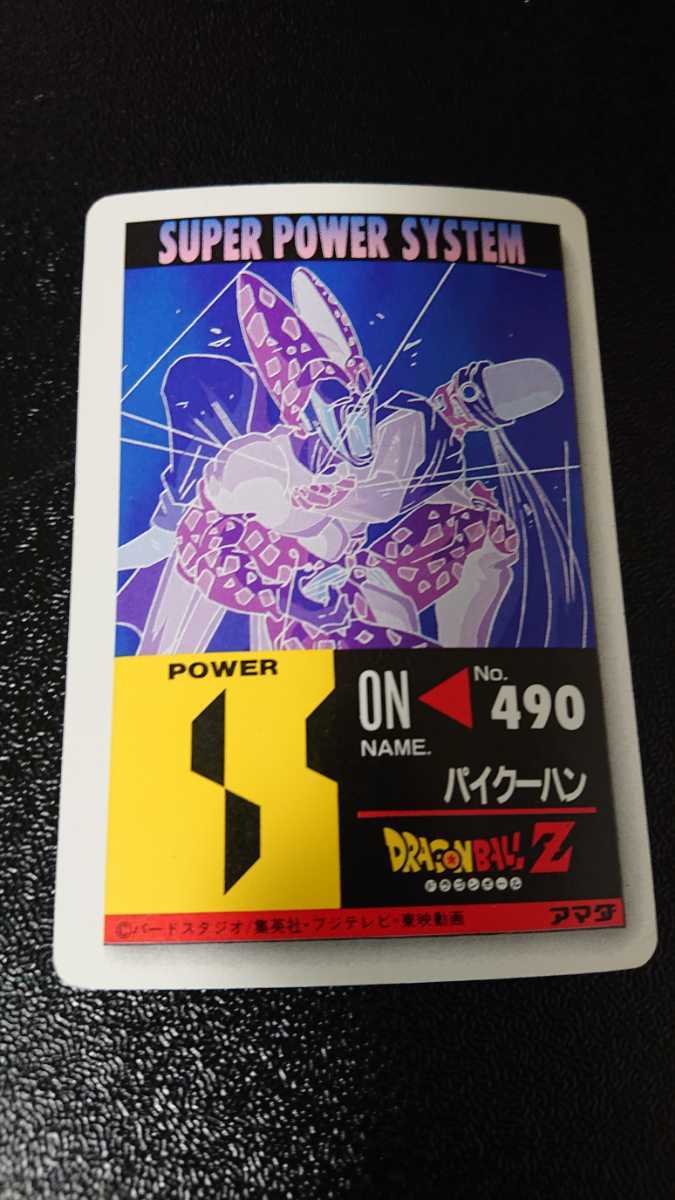 SUPER POWER SYSTEM
POWER
ON
No.
490
NAME.
パイクーハン
DRAGON BALL Z
ドラゴンボール
©バードスタジオ/集英社・フジテレビ・東映動画
アマダ